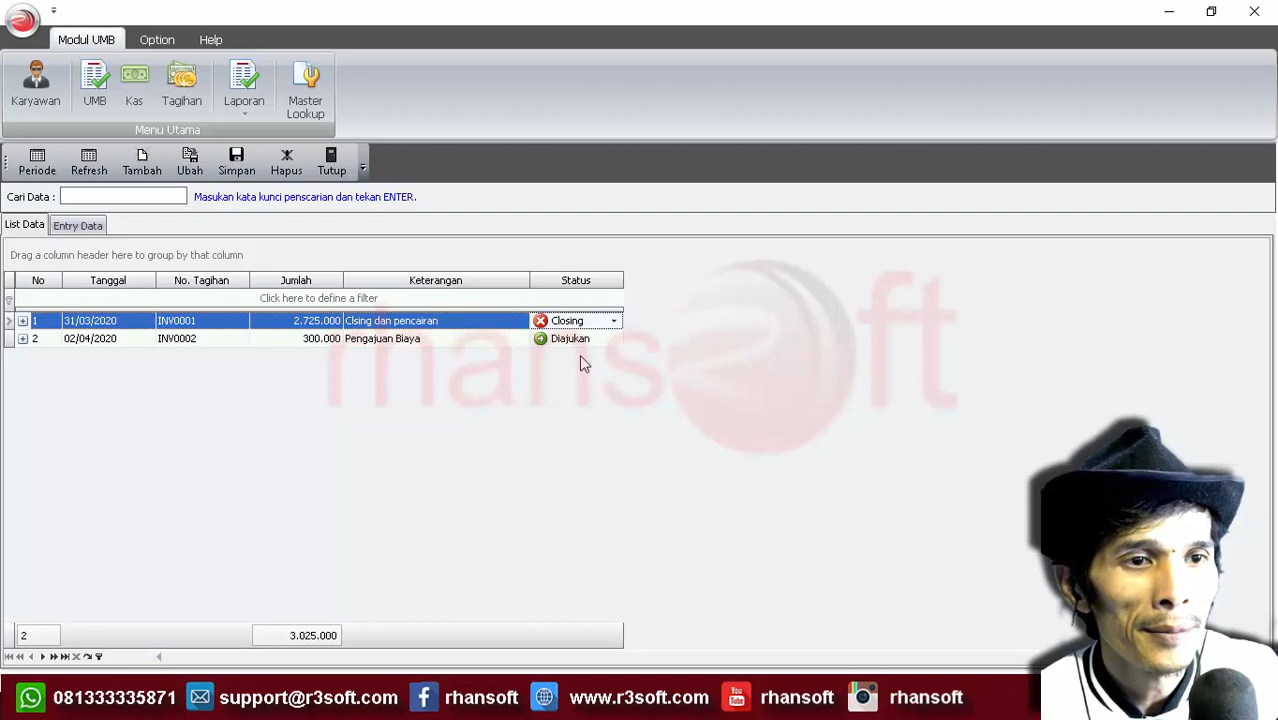 Modul UMB Option Help
Karyawan UMB Kas Tagihan Laporan Master Lookup
Menu Utama
Periode Refresh Tambah Ubah Simpan Hapus Tutup
Cari Data : Masukan kata kunci penscarian dan tekan ENTER.
List Data Entry Data
Drag a column header here to group by that column
No Tanggal No. Tagihan Jumlah Keterangan Status
Click here to define a filter
1 31/03/2020 INV0001 2.725.000 Clsing dan pencairan Closing
2 02/04/2020 INV0002 300.000 Pengajuan Biaya Diajukan
rhansoft
2 3.025.000
081333335871 support@r3soft.com rhansoft www.r3soft.com rhansoft rhansoft